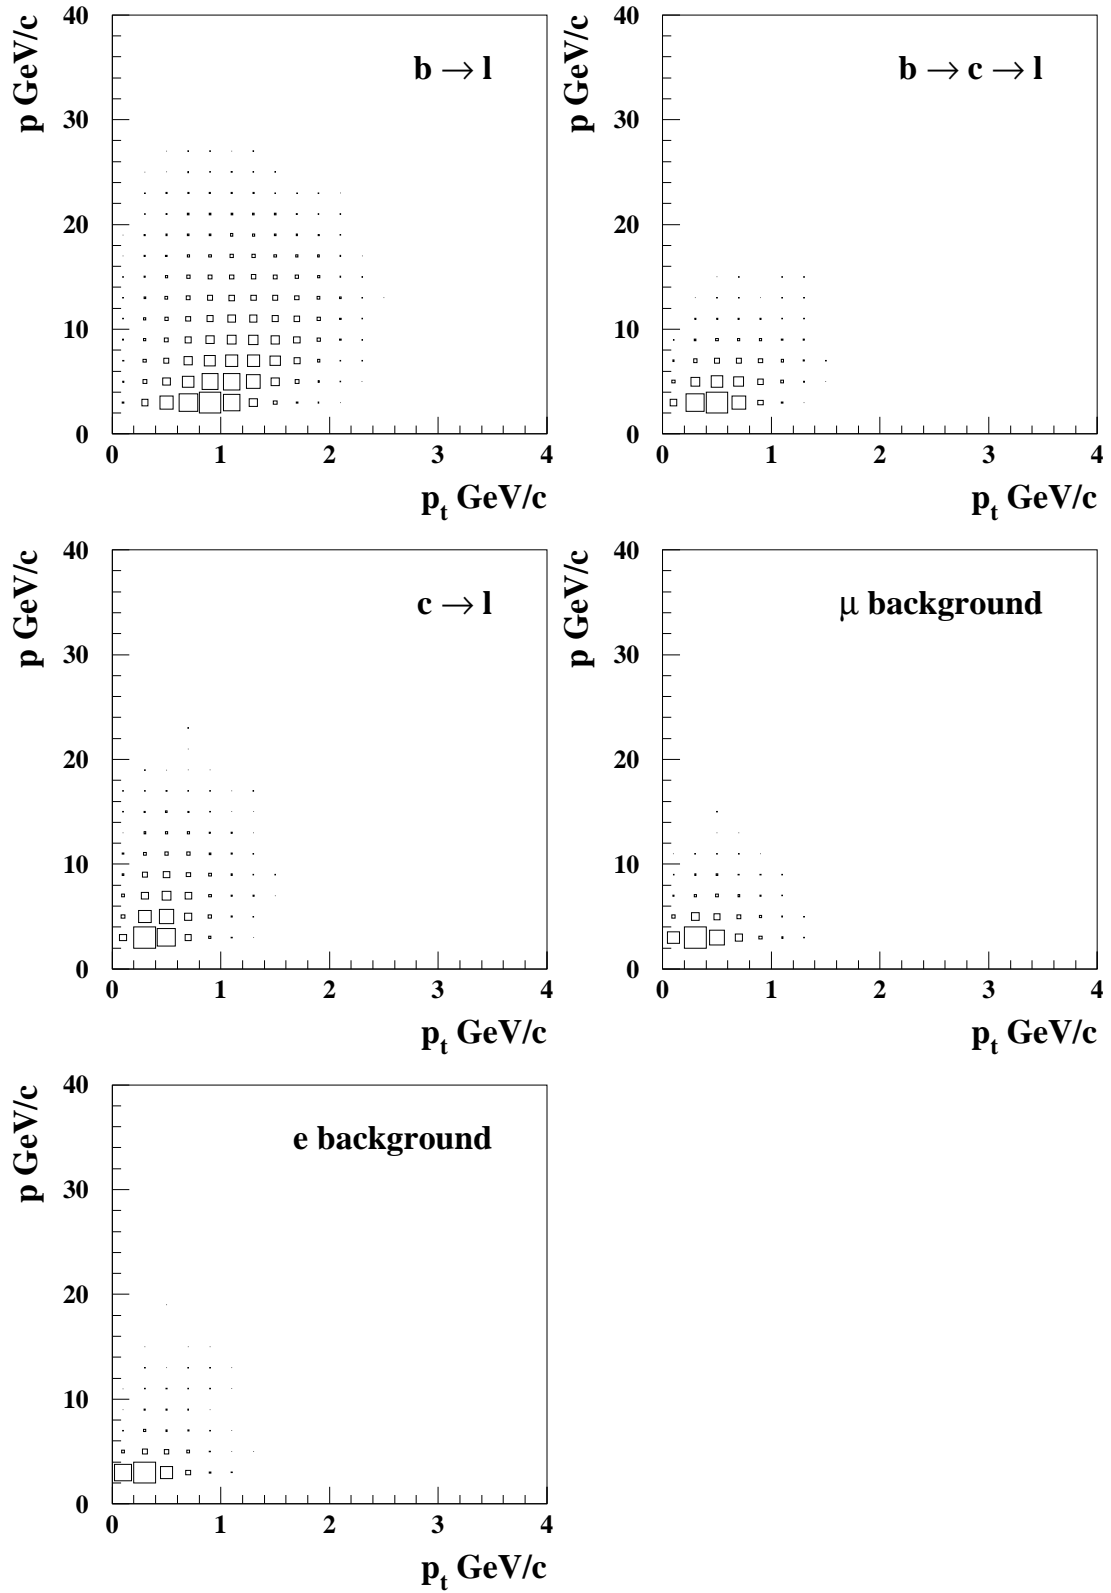 p GeV/c
40
30
20
10
0
b → l
0 1 2 3 4
p_t GeV/c
p GeV/c
40
30
20
10
0
b → c → l
0 1 2 3 4
p_t GeV/c
p GeV/c
40
30
20
10
0
c → l
0 1 2 3 4
p_t GeV/c
p GeV/c
40
30
20
10
0
μ background
0 1 2 3 4
p_t GeV/c
p GeV/c
40
30
20
10
0
e background
0 1 2 3 4
p_t GeV/c